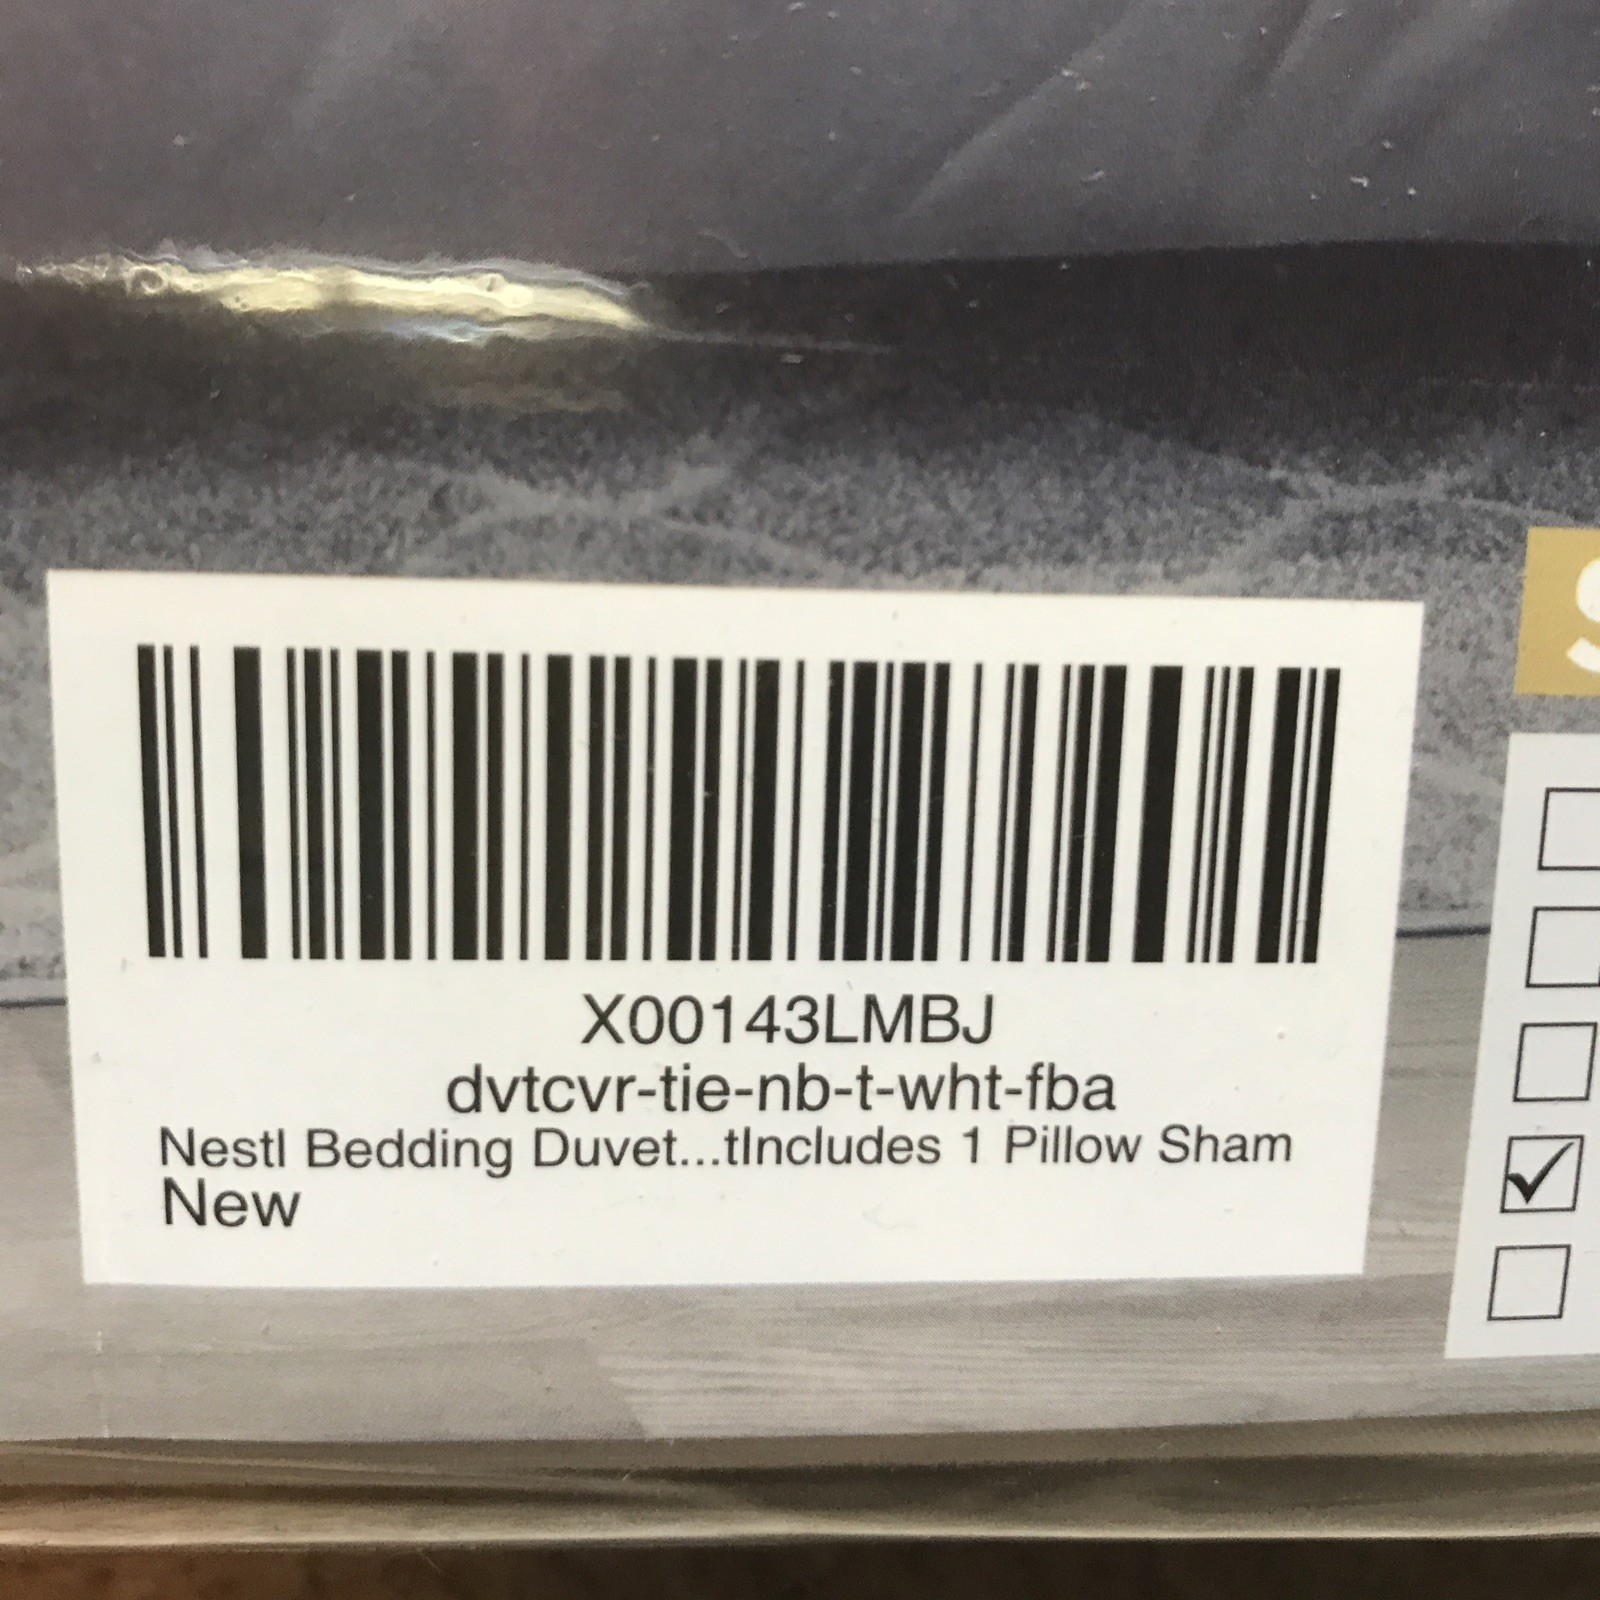 X00143LMBJ
dvtcvr-tie-nb-t-wht-fba
Nestl Bedding Duvet...tIncludes 1 Pillow Sham
New